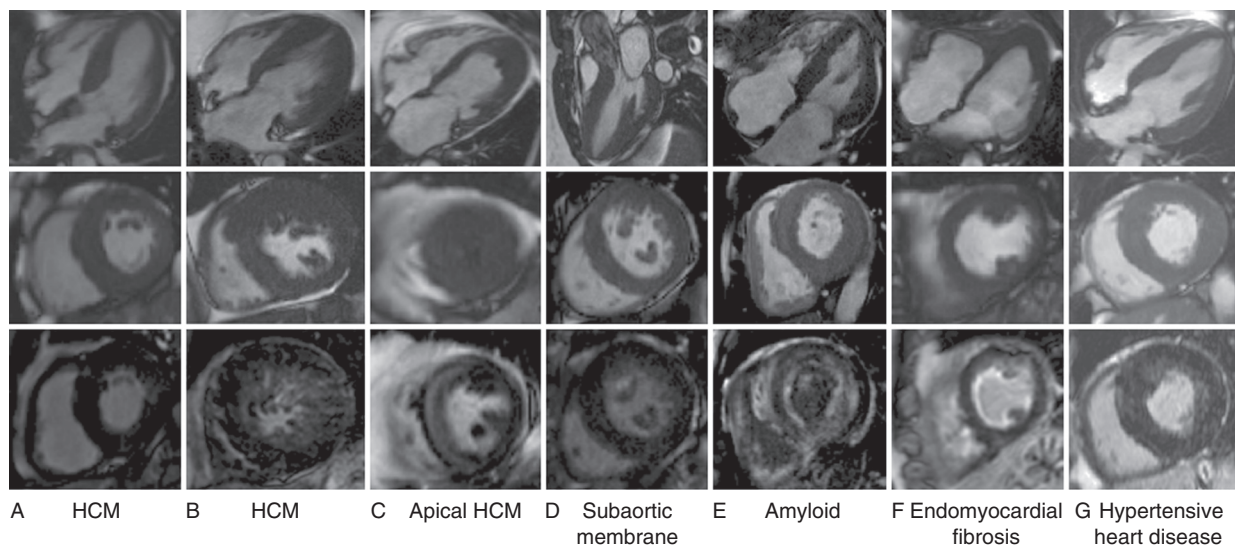 A HCM
B HCM
C Apical HCM
D Subaortic membrane
E Amyloid
F Endomyocardial fibrosis
G Hypertensive heart disease